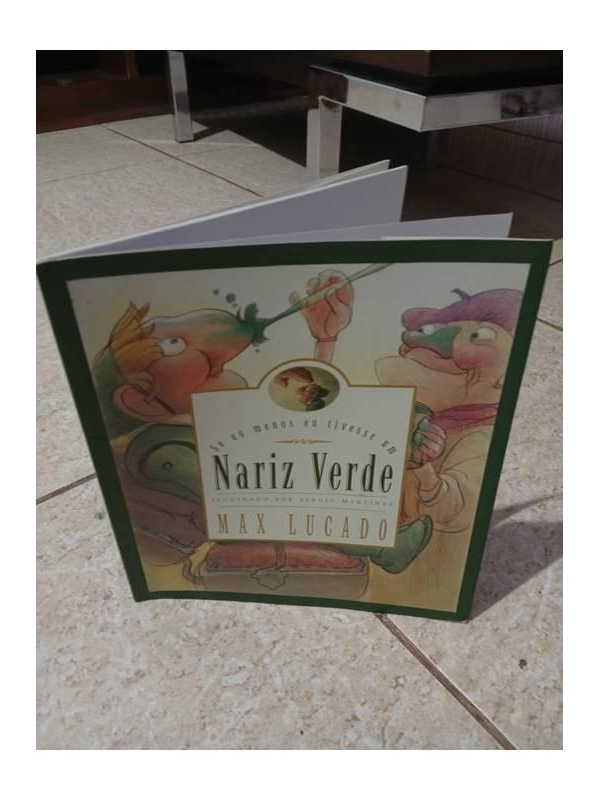 Se ao menos eu tivesse um
Nariz Verde
ILUSTRADO POR SERGIO MARTINEZ
MAX LUCADO